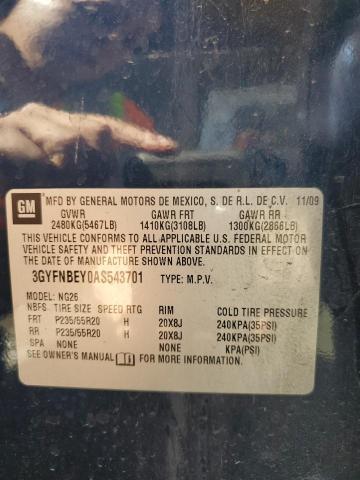 GM
MFD BY GENERAL MOTORS DE MEXICO, S. DE R.L. DE C.V. 11/09
GVWR GAWR FRT GAWR RR
2480KG(5467LB) 1410KG(3108LB) 1300KG(2866LB)
THIS VEHICLE CONFORMS TO ALL APPLICABLE U.S. FEDERAL MOTOR
VEHICLE SAFETY AND THEFT PREVENTION STANDARDS IN EFFECT ON
THE DATE OF MANUFACTURE SHOWN ABOVE.
3GYFNBEY0AS543701 TYPE: M.P.V.
MODEL: NG26
NBFS TIRE SIZE SPEED RTG RIM COLD TIRE PRESSURE
FRT P235/55R20 H 20X8J 240KPA(35PSI)
RR P235/55R20 H 20X8J 240KPA(35PSI)
SPA NONE NONE KPA(PSI)
SEE OWNER'S MANUAL FOR MORE INFORMATION.